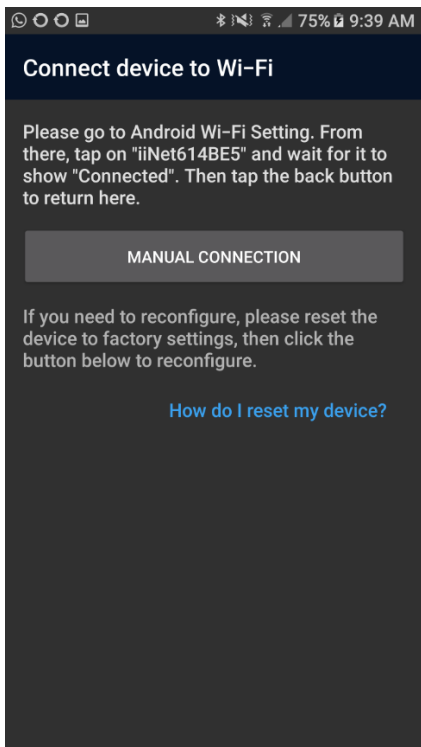 75% 9:39 AM
Connect device to Wi-Fi
Please go to Android Wi-Fi Setting. From
there, tap on "iiNet614BE5" and wait for it to
show "Connected". Then tap the back button
to return here.
MANUAL CONNECTION
If you need to reconfigure, please reset the
device to factory settings, then click the
button below to reconfigure.
How do I reset my device?